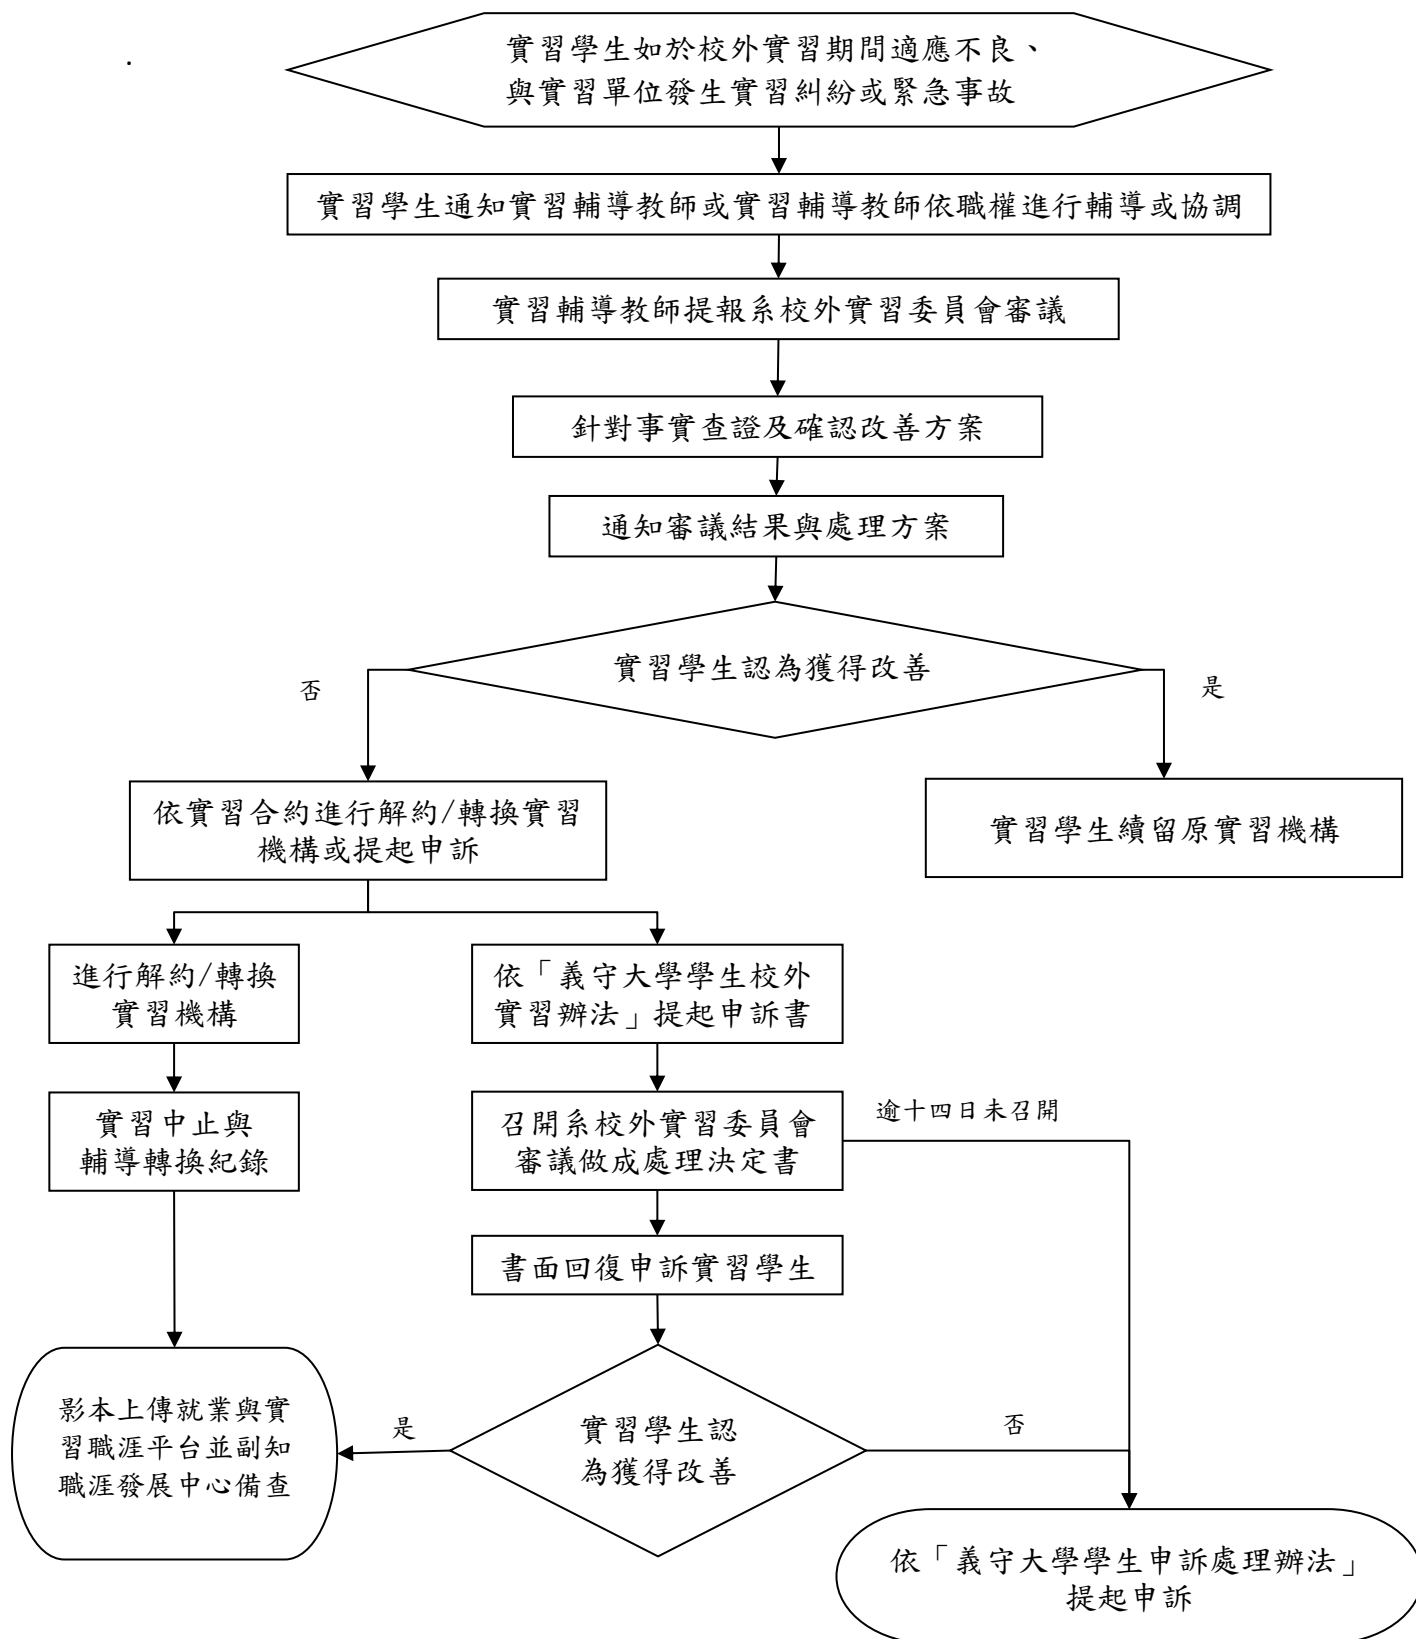 實習學生如於校外實習期間適應不良、
與實習單位發生實習糾紛或緊急事故
實習學生通知實習輔導教師或實習輔導教師依職權進行輔導或協調
實習輔導教師提報系校外實習委員會審議
針對事實查證及確認改善方案
通知審議結果與處理方案
實習學生認為獲得改善
否
是
依實習合約進行解約/轉換實習
機構或提起申訴
實習學生續留原實習機構
進行解約/轉換
實習機構
依「義守大學學生校外
實習辦法」提起申訴書
實習中止與
輔導轉換紀錄
召開系校外實習委員會
審議做成處理決定書
逾十四日未召開
書面回復申訴實習學生
影本上傳就業與實
習職涯平台並副知
職涯發展中心備查
是
實習學生認
為獲得改善
否
依「義守大學學生申訴處理辦法」
提起申訴